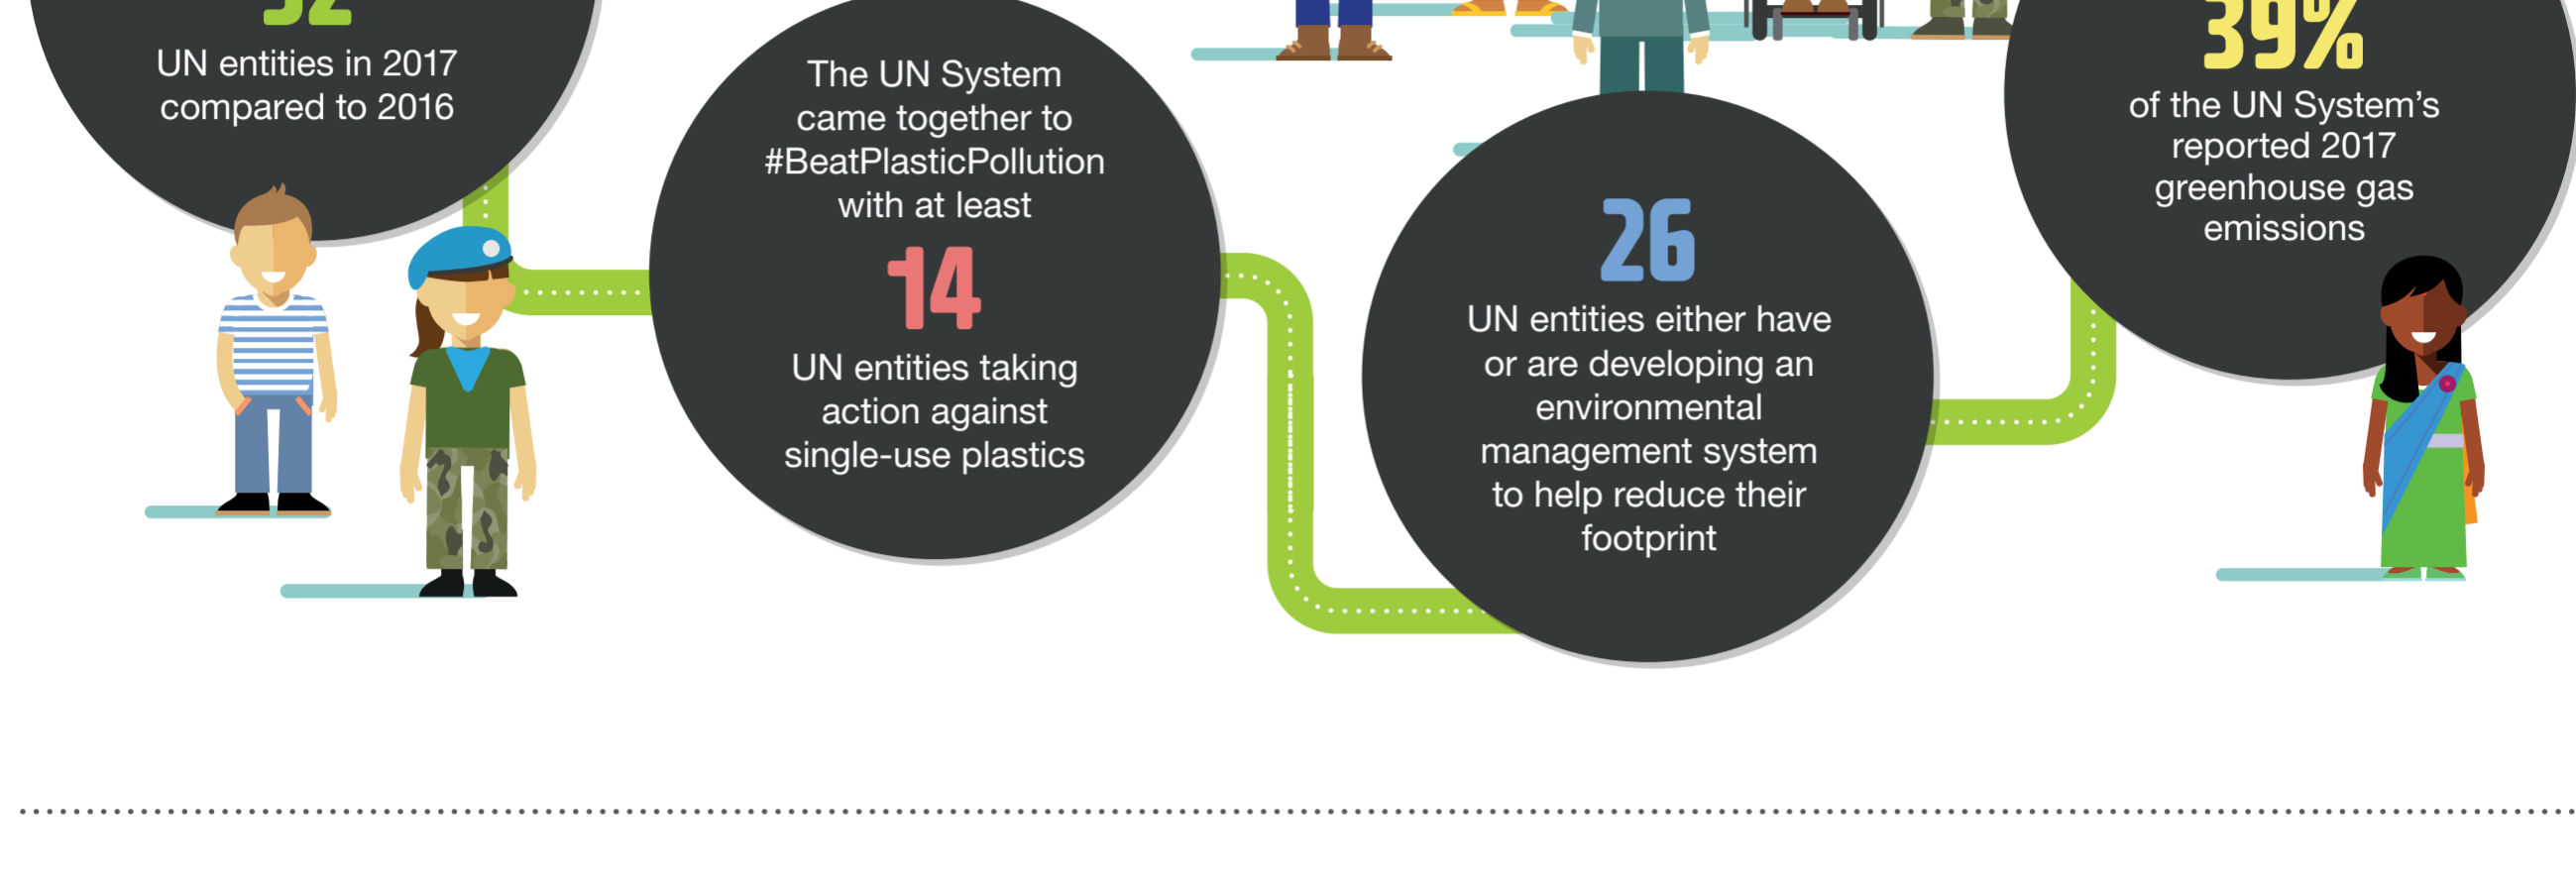 UN entities in 2017
compared to 2016
The UN System
came together to
#BeatPlasticPollution
with at least
14
UN entities taking
action against
single-use plastics
26
UN entities either have
or are developing an
environmental
management system
to help reduce their
footprint
39%
of the UN System's
reported 2017
greenhouse gas
emissions